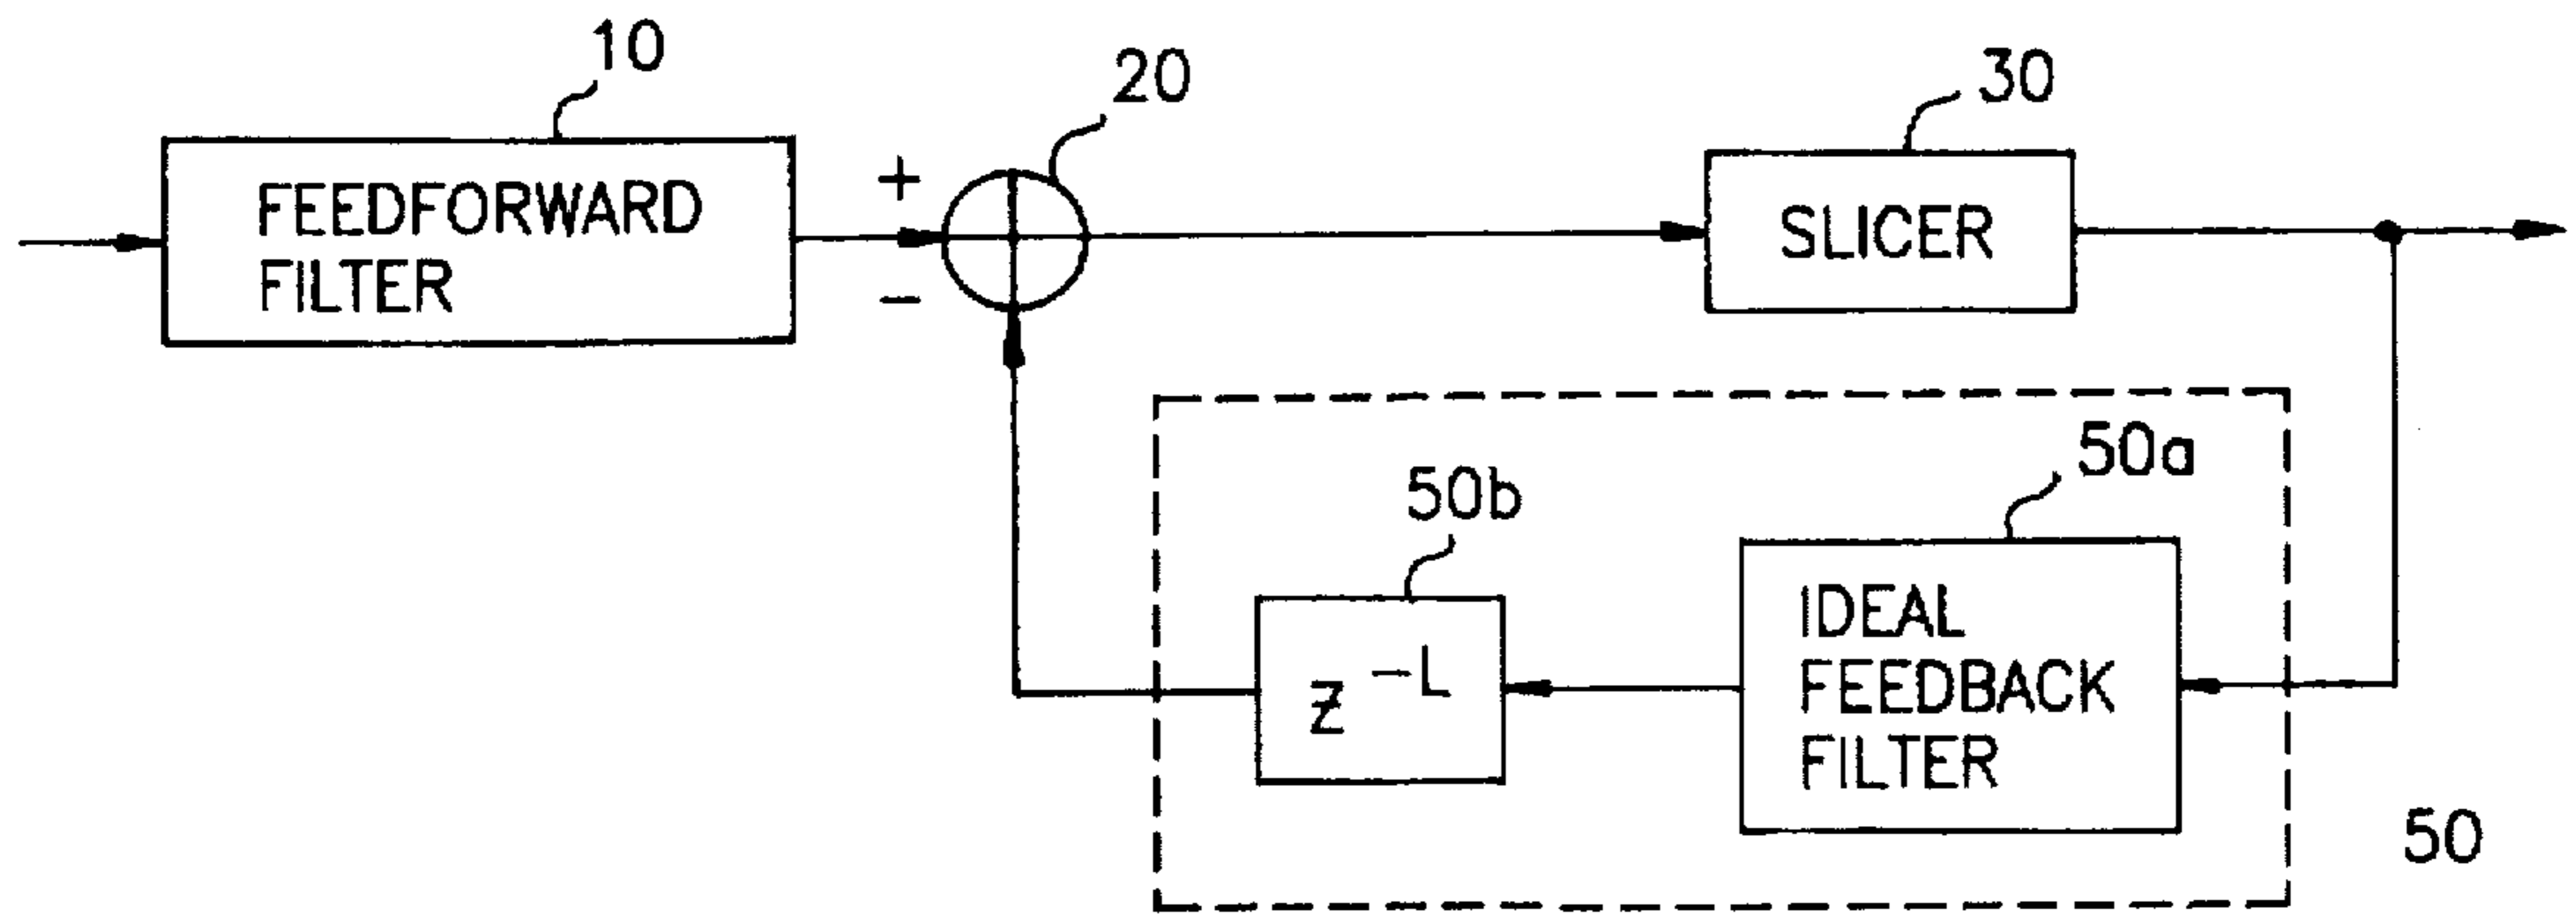 10
20
30
FEEDFORWARD
FILTER
+
−
SLICER
50b
50a
z^-L
IDEAL
FEEDBACK
FILTER
50